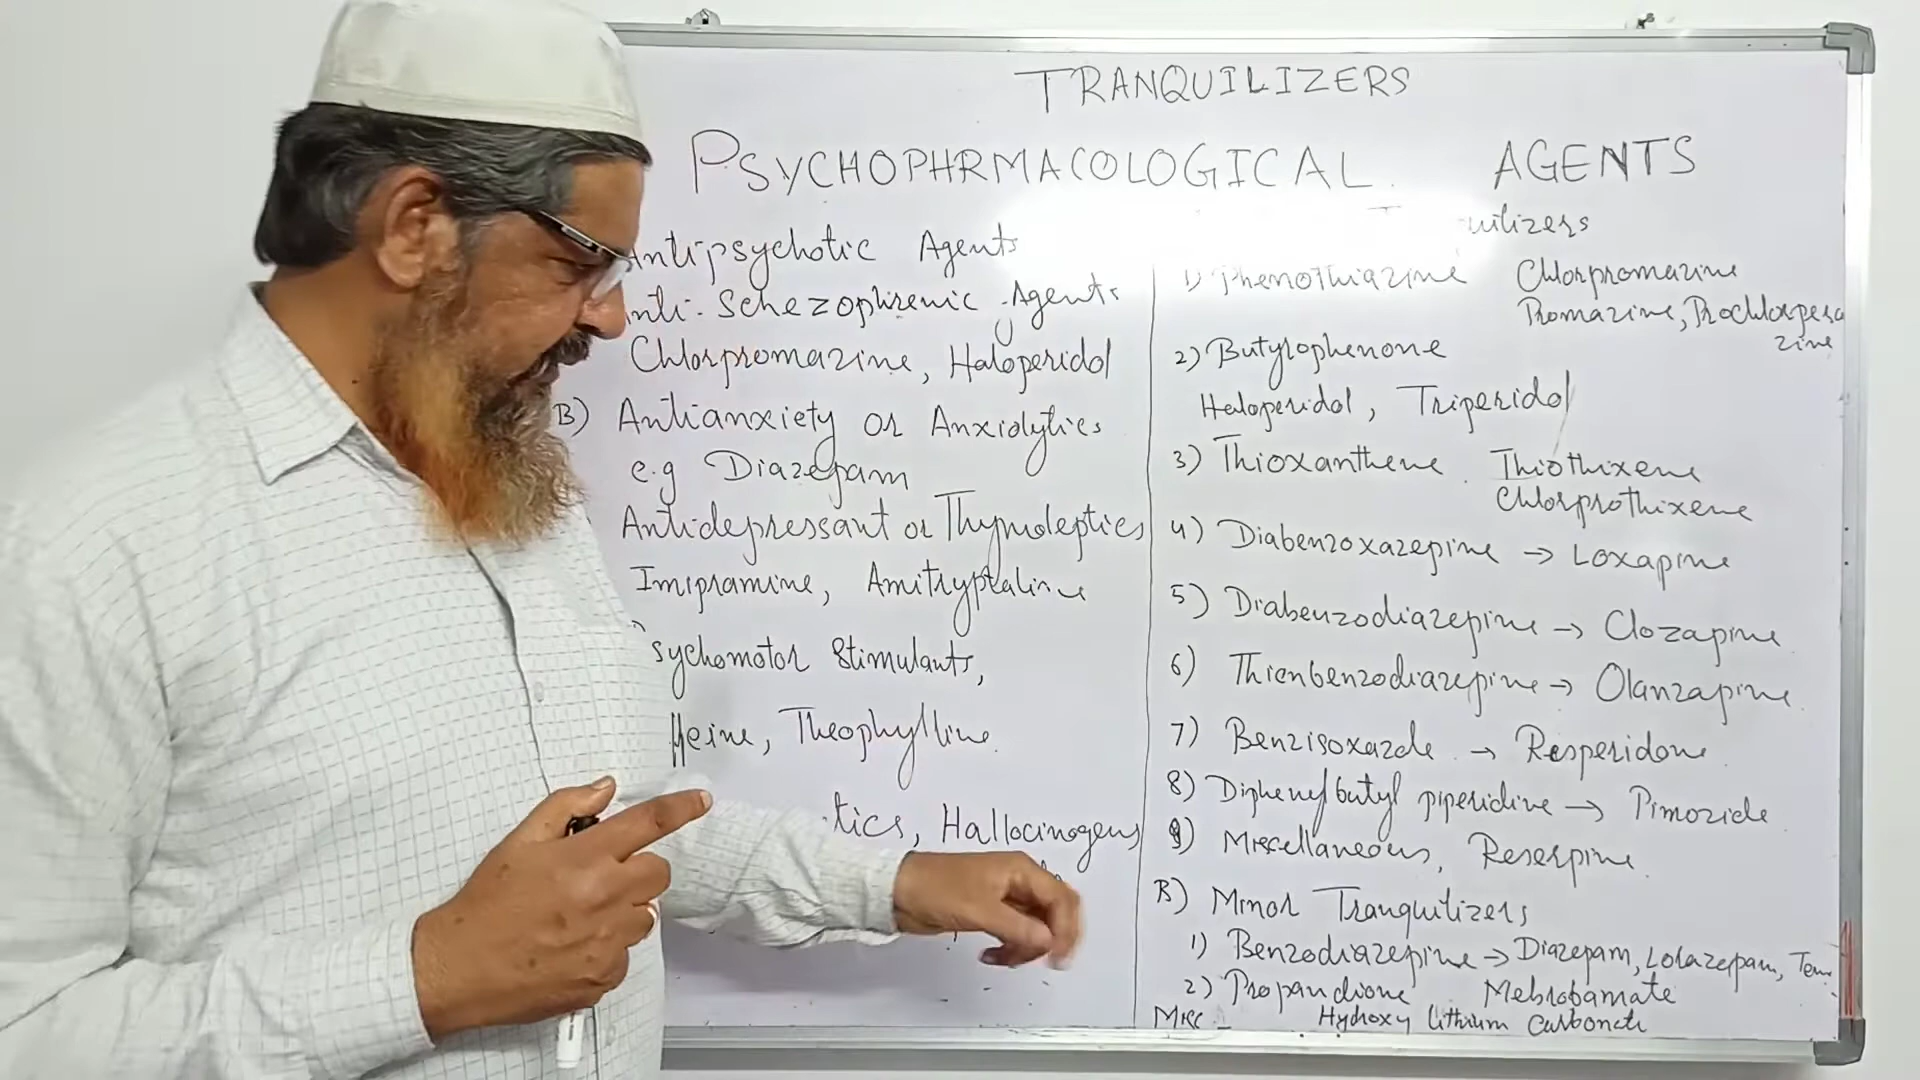 TRANQUILIZERS
PSYCHOPHRMACOLOGICAL AGENTS
Antipsychotic Agents
Anti-Schezophrenic Agents
Chlorpromazine, Haloperidol
B) Antianxiety or Anxiolytics
e.g Diazepam
Antidepressant or Thymoleptics
Imipramine, Amitryptaline
sychomotor Stimulants,
ffeine, Theophylline.
tics, Hallocinogens
uilizers
1) Phenothiazine Chlorpromazine
Promazine, Prochlorpera
zine
2) Butyrophenone
Haloperidol, Triperidol
3) Thioxanthene Thiothixene
Chlorprothixene
4) Diabenzoxazepine → Loxapine
5) Diabenzodiazepine → Clozapine
6) Thienbenzodiazepine → Olanzapine
7) Benzisoxazole → Resperidone
8) Diphenylbutyl piperidine → Pimozide
9) Miscellaneous, Reserpine
B) Minor Tranquilizers
1) Benzodiazepine → Diazepam, Lorazepam, Tem
2) Propandione Mebrobamate
Misc - Hydroxy Lithium Carbonate